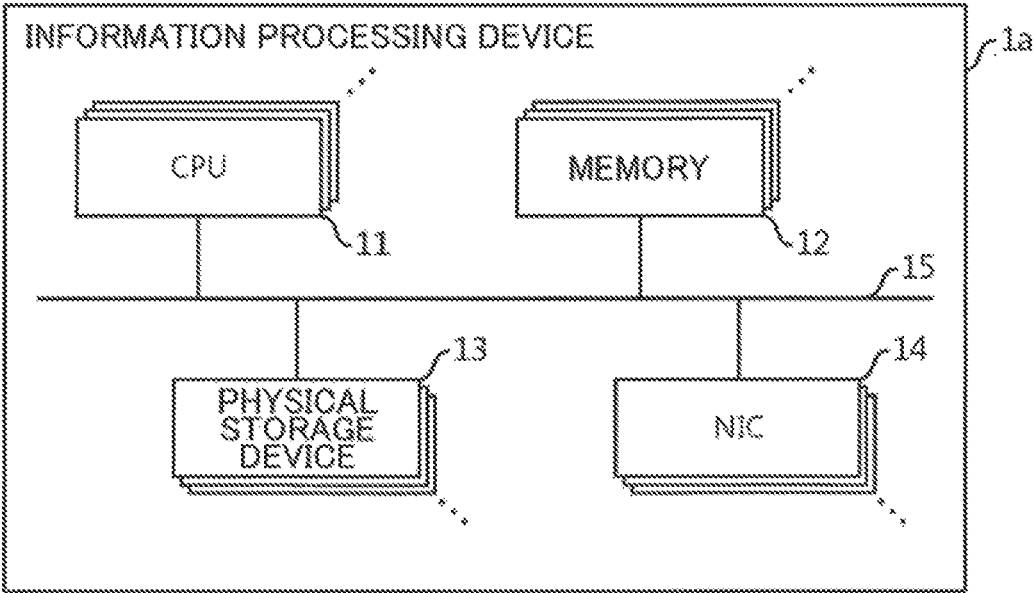 INFORMATION PROCESSING DEVICE
1a
CPU
MEMORY
11
12
15
13
14
PHYSICAL
STORAGE
DEVICE
NIC